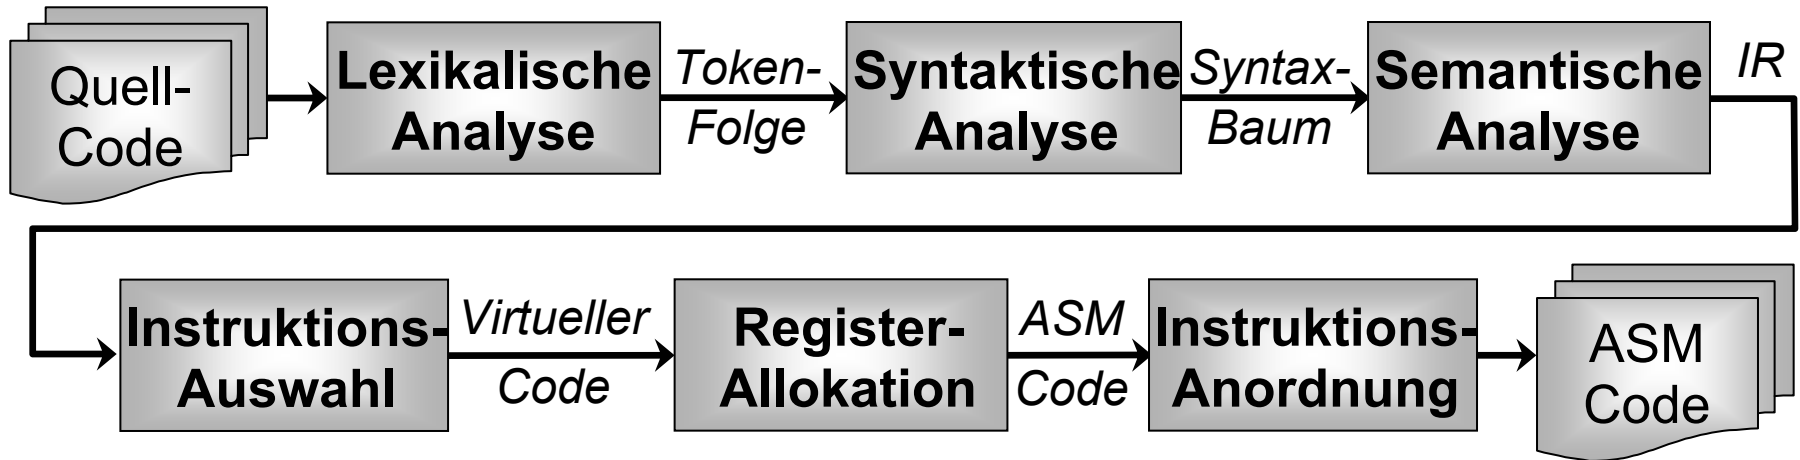 Quell-
Code
Lexikalische
Analyse
Token-
Folge
Syntaktische
Analyse
Syntax-
Baum
Semantische
Analyse
IR
Instruktions-
Auswahl
Virtueller
Code
Register-
Allokation
ASM
Code
Instruktions-
Anordnung
ASM
Code